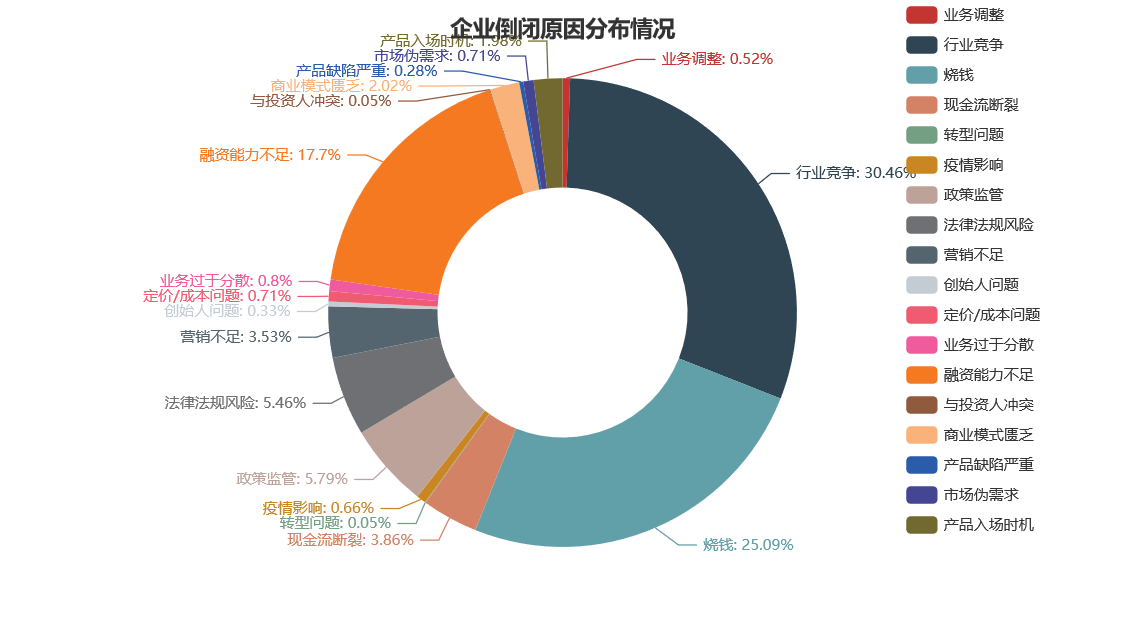 企业倒闭原因分布情况
产品入场时机: 1.98%
市场伪需求: 0.71%
产品缺陷严重: 0.28%
商业模式匮乏: 2.02%
与投资人冲突: 0.05%
融资能力不足: 17.7%
业务过于分散: 0.8%
定价/成本问题: 0.71%
创始人问题: 0.33%
营销不足: 3.53%
法律法规风险: 5.46%
政策监管: 5.79%
疫情影响: 0.66%
转型问题: 0.05%
现金流断裂: 3.86%
业务调整: 0.52%
行业竞争: 30.46%
烧钱: 25.09%
业务调整
行业竞争
烧钱
现金流断裂
转型问题
疫情影响
政策监管
法律法规风险
营销不足
创始人问题
定价/成本问题
业务过于分散
融资能力不足
与投资人冲突
商业模式匮乏
产品缺陷严重
市场伪需求
产品入场时机